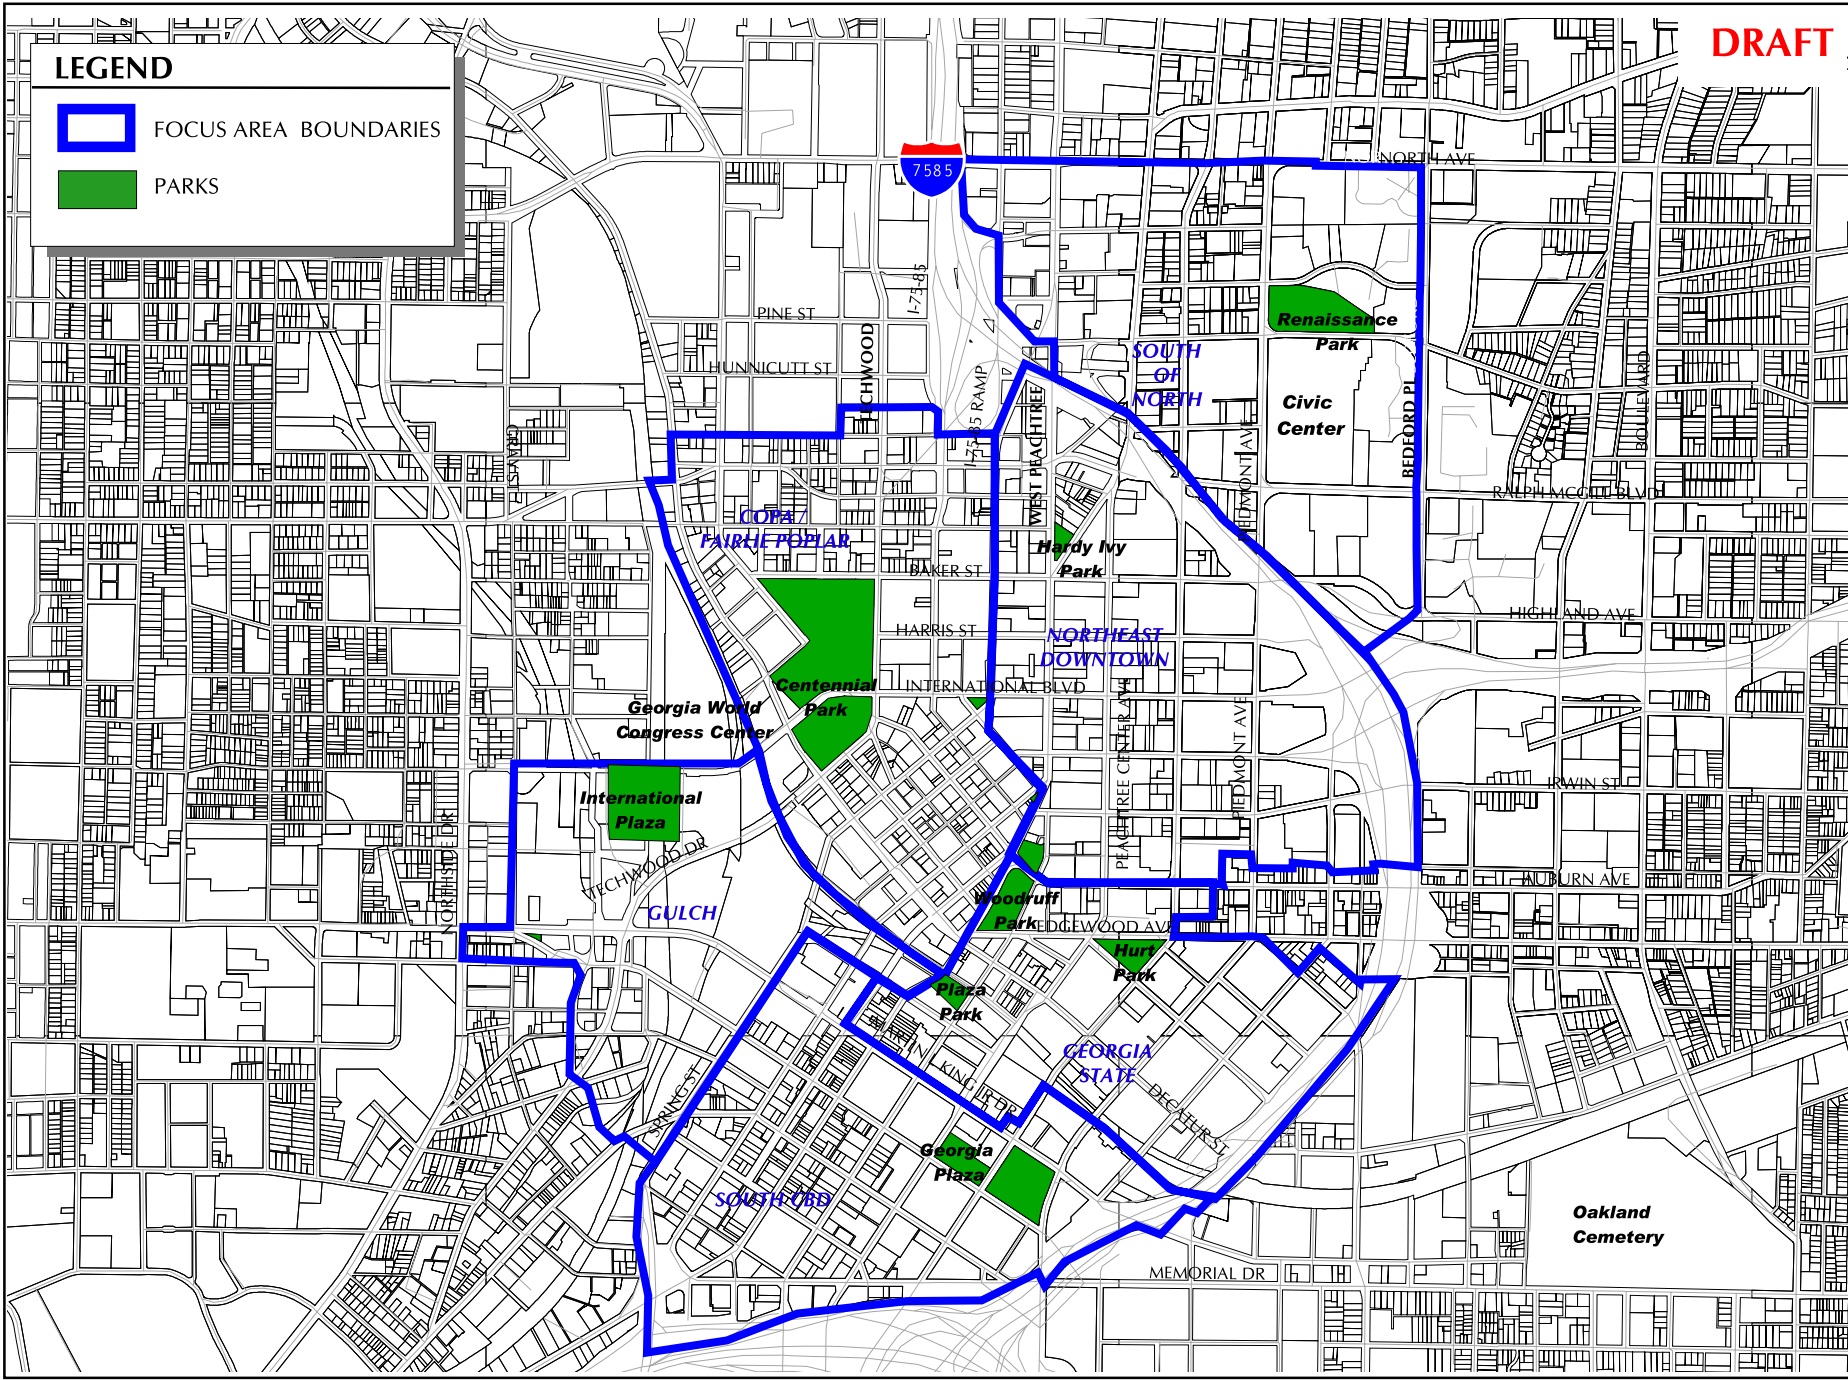 DRAFT
LEGEND
FOCUS AREA BOUNDARIES
PARKS
7585
NORTH AVE
I-75-85
PINE ST
HUNNICUTT ST
TECHWOOD
I-75-85 RAMP
WEST PEACHTREE
Renaissance
Park
SOUTH
OF
NORTH
Civic
Center
BEDFORD PL
BOULEVARD
PIEDMONT AVE
RALPH MCGILL BLVD
COPA /
FAIRLIE POPLAR
Hardy Ivy
Park
BAKER ST
HARRIS ST
HIGHLAND AVE
NORTHEAST
DOWNTOWN
INTERNATIONAL BLVD
Centennial
Park
Georgia World
Congress Center
PEACHTREE CENTER AVE
PIEDMONT AVE
IRWIN ST
International
Plaza
TECHWOOD DR
NORTHSIDE DR
GULCH
AUBURN AVE
Woodruff
Park
EDGEWOOD AVE
Hurt
Park
Plaza
Park
MARTIN L KING JR DR
GEORGIA
STATE
DECATUR ST
SPRING ST
Georgia
Plaza
SOUTH CBD
Oakland
Cemetery
MEMORIAL DR